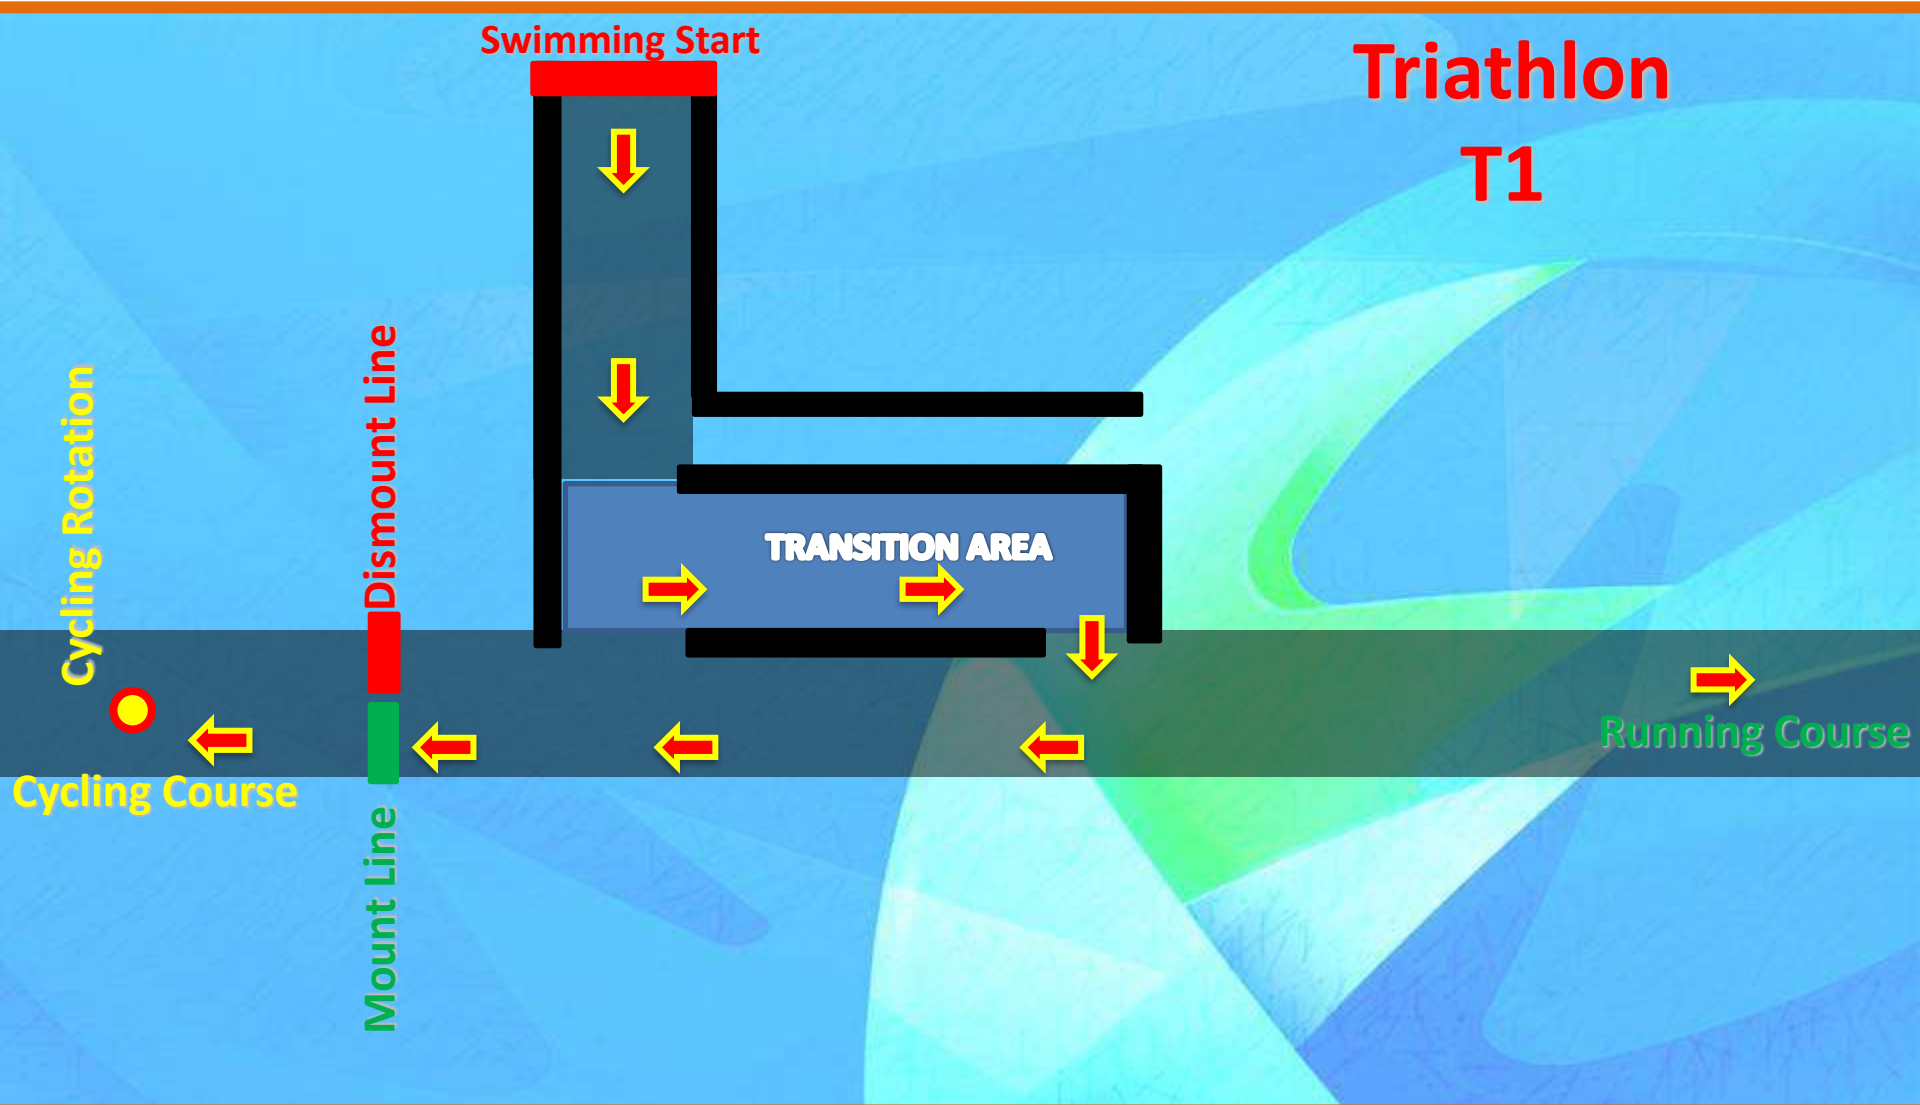 Swimming Start
Triathlon
T1
Cycling Rotation
Dismount Line
TRANSITION AREA
Running Course
Cycling Course
Mount Line